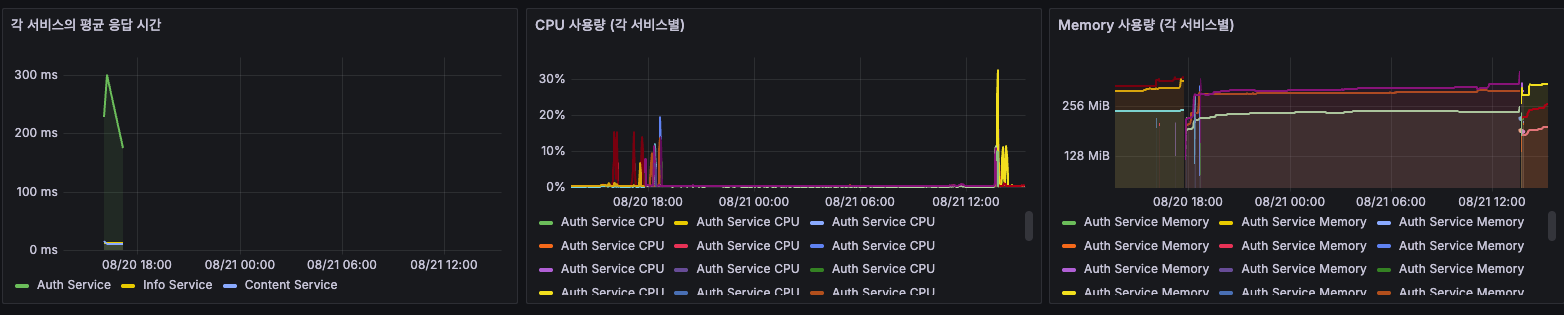 각 서비스의 평균 응답 시간
300 ms
200 ms
100 ms
0 ms
08/20 18:00 08/21 00:00 08/21 06:00 08/21 12:00
Auth Service Info Service Content Service
CPU 사용량 (각 서비스별)
30%
20%
10%
0%
08/20 18:00 08/21 00:00 08/21 06:00 08/21 12:00
Auth Service CPU Auth Service CPU Auth Service CPU
Auth Service CPU Auth Service CPU Auth Service CPU
Auth Service CPU Auth Service CPU Auth Service CPU
Auth Service CPU Auth Service CPU Auth Service CPU
Memory 사용량 (각 서비스별)
256 MiB
128 MiB
08/20 18:00 08/21 00:00 08/21 06:00 08/21 12:00
Auth Service Memory Auth Service Memory Auth Service Memory
Auth Service Memory Auth Service Memory Auth Service Memory
Auth Service Memory Auth Service Memory Auth Service Memory
Auth Service Memory Auth Service Memory Auth Service Memory